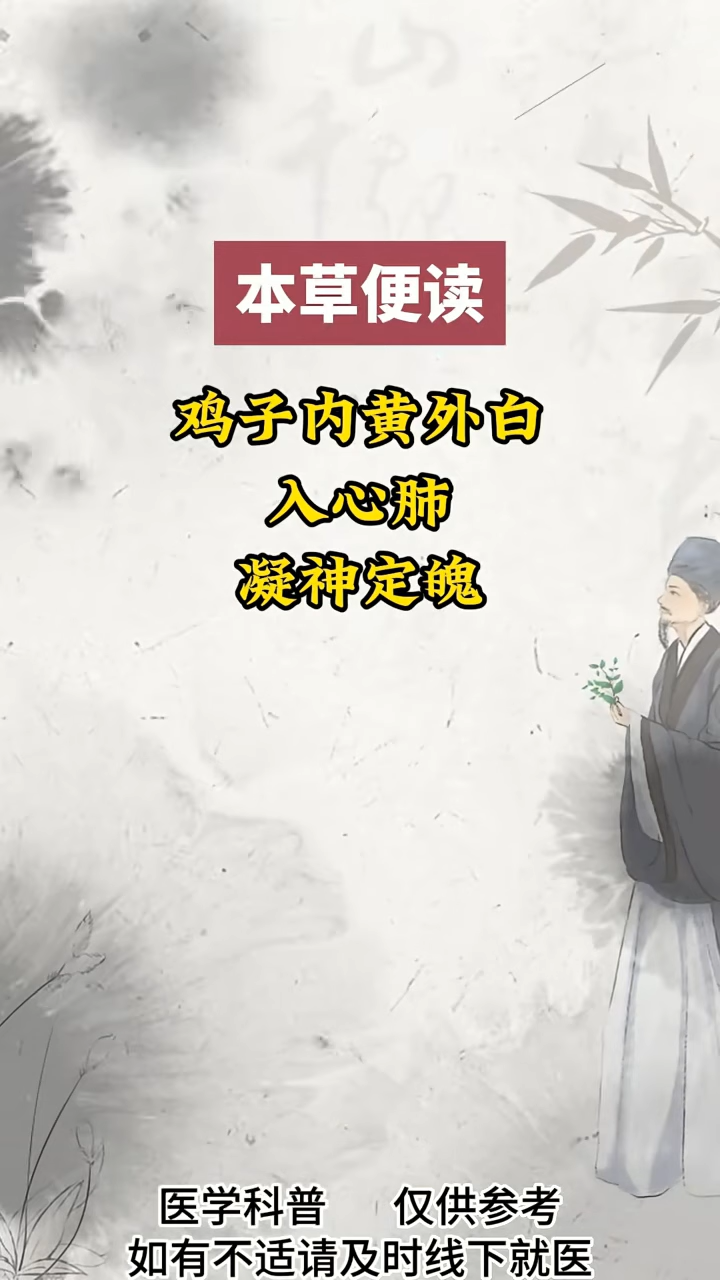 本草便读
鸡子内黄外白
入心肺
凝神定魄
医学科普 仅供参考
如有不适请及时线下就医